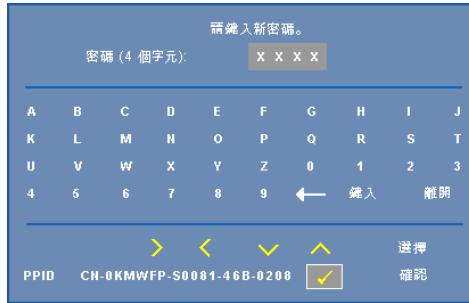 請鍵入新密碼。
密碼 (4 個字元): X X X X
A B C D E F G H I J
K L M N O P Q R S T
U V W X Y Z 0 1 2 3
4 5 6 7 8 9 ← 鍵入 離開
選擇
PPID CN-0KMWFP-S0081-46B-0208 ✓ 確認